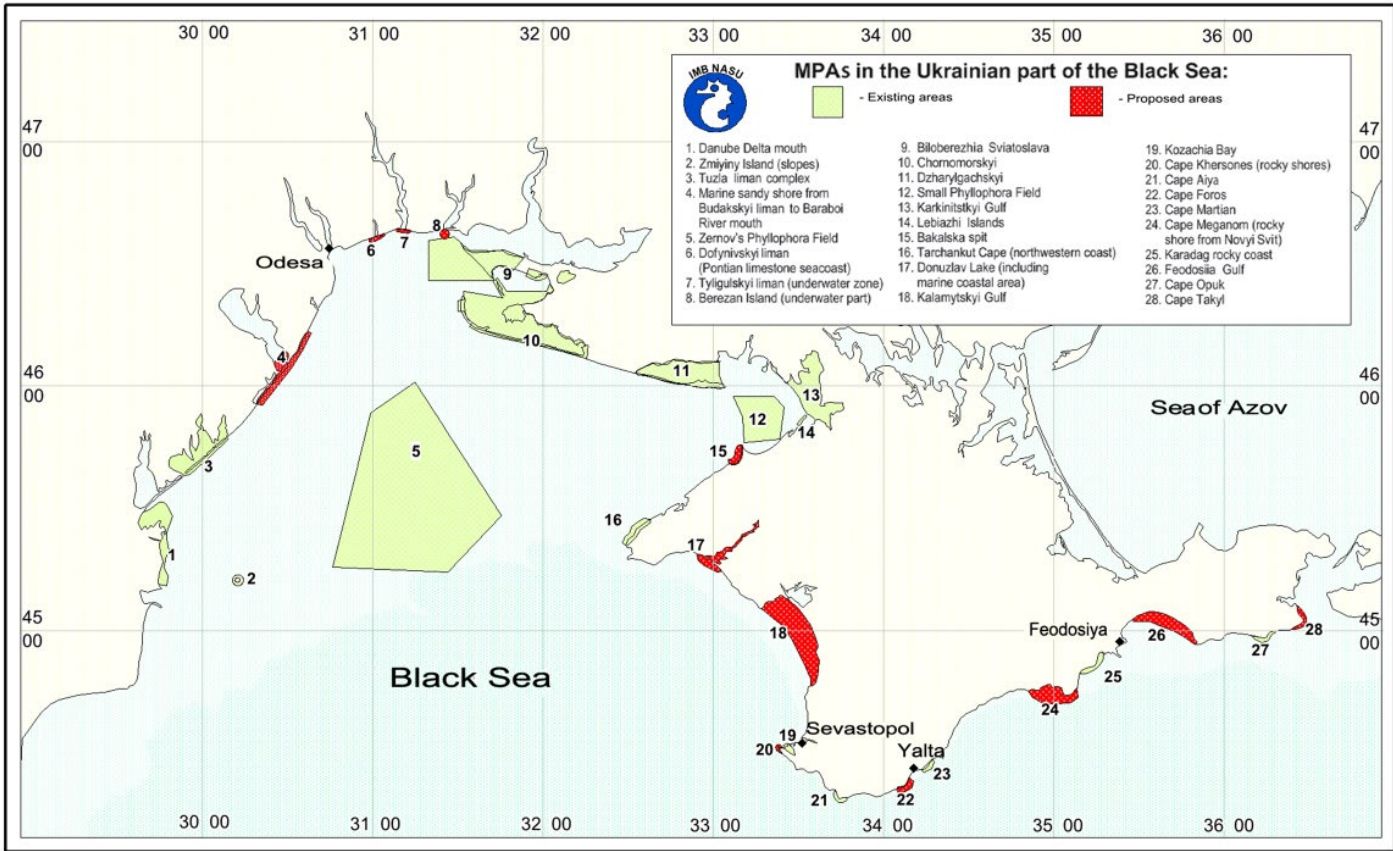 30 00
31 00
32 00
33 00
34 00
35 00
36 00
IMB NASU
MPAs in the Ukrainian part of the Black Sea:
- Existing areas
- Proposed areas
1. Danube Delta mouth
2. Zmiyiny Island (slopes)
3. Tuzla liman complex
4. Marine sandy shore from
Budakskyi liman to Baraboi
River mouth
5. Zernov's Phyllophora Field
6. Dofynivskyi liman
(Pontian limestone seacoast)
7. Tyligulskyi liman (underwater zone)
8. Berezan Island (underwater part)
9. Biloberezhia Sviatoslava
10. Chornomorskyi
11. Dzharylgachskyi
12. Small Phyllophora Field
13. Karkinitstkyi Gulf
14. Lebiazhi Islands
15. Bakalska spit
16. Tarchankut Cape (northwestern coast)
17. Donuzlav Lake (including
marine coastal area)
18. Kalamytskyi Gulf
19. Kozachia Bay
20. Cape Khersones (rocky shores)
21. Cape Aiya
22. Cape Foros
23. Cape Martian
24. Cape Meganom (rocky
shore from Novyi Svit)
25. Karadag rocky coast
26. Feodosiia Gulf
27. Cape Opuk
28. Cape Takyl
47
00
47
00
8
7
6
Odesa
9
10
4
46
00
11
13
46
00
Sea of Azov
12
14
5
15
3
16
17
1
2
45
00
18
Feodosiya
26
28
45
00
27
Black Sea
25
24
19
Sevastopol
20
Yalta
23
21
22
30 00
31 00
32 00
33 00
34 00
35 00
36 00